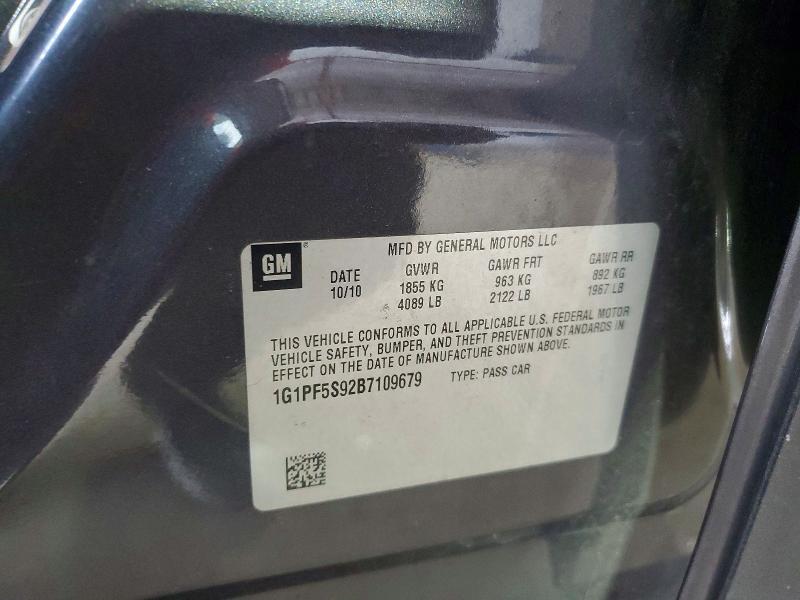 GM
MFD BY GENERAL MOTORS LLC
DATE GVWR GAWR FRT GAWR RR
10/10 1855 KG 963 KG 892 KG
4089 LB 2122 LB 1967 LB
THIS VEHICLE CONFORMS TO ALL APPLICABLE U.S. FEDERAL MOTOR
VEHICLE SAFETY, BUMPER, AND THEFT PREVENTION STANDARDS IN
EFFECT ON THE DATE OF MANUFACTURE SHOWN ABOVE.
1G1PF5S92B7109679 TYPE: PASS CAR